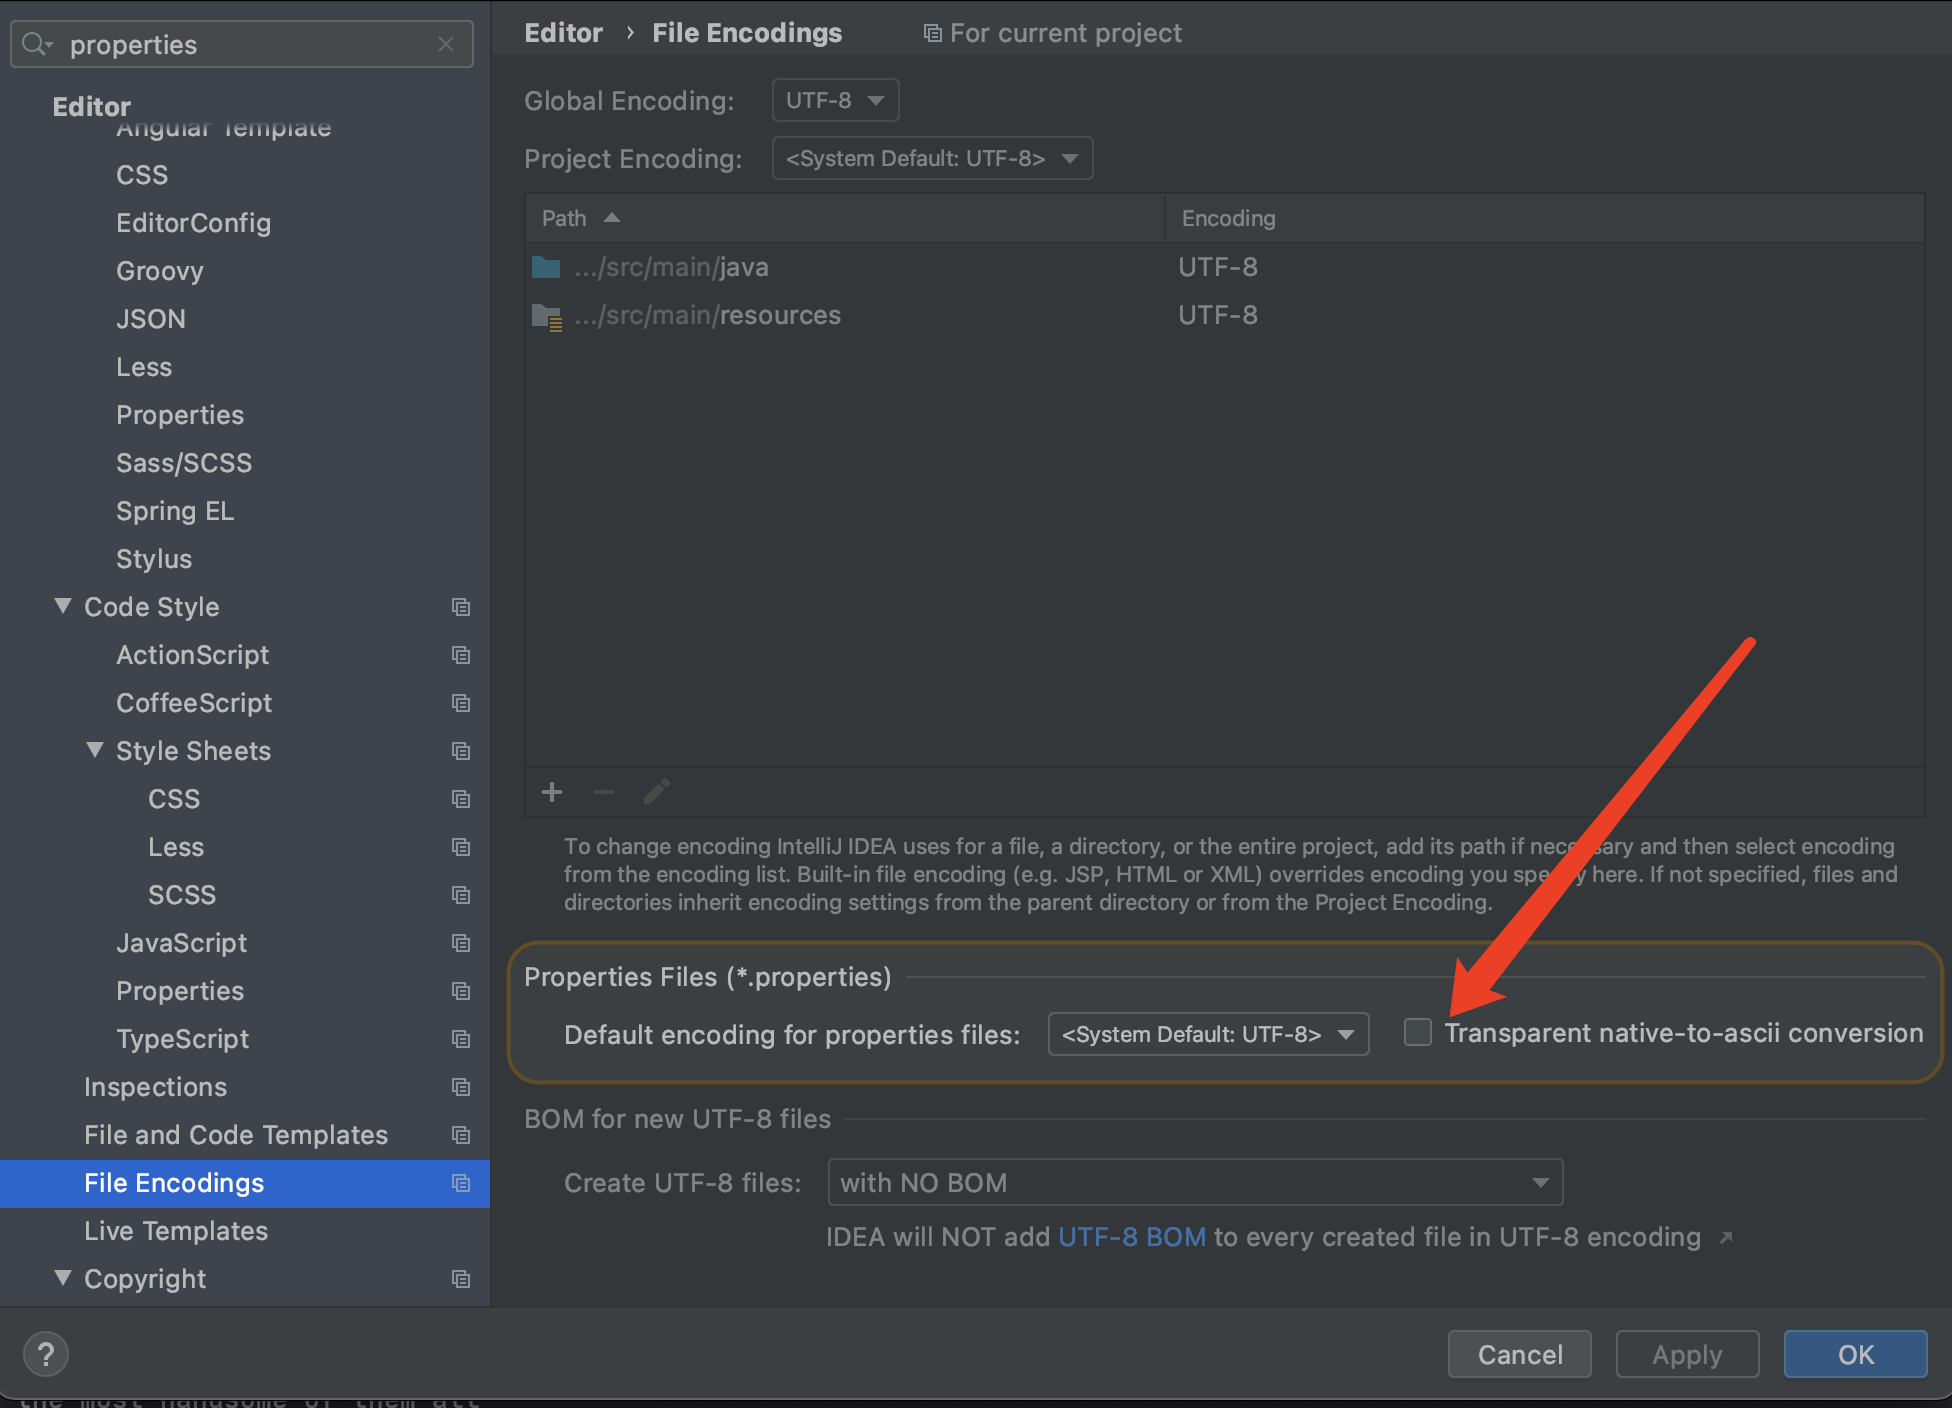 properties
Editor
Angular Template
CSS
EditorConfig
Groovy
JSON
Less
Properties
Sass/SCSS
Spring EL
Stylus
Code Style
ActionScript
CoffeeScript
Style Sheets
CSS
Less
SCSS
JavaScript
Properties
TypeScript
Inspections
File and Code Templates
File Encodings
Live Templates
Copyright
Editor › File Encodings For current project
Global Encoding: UTF-8
Project Encoding: <System Default: UTF-8>
Path Encoding
.../src/main/java UTF-8
.../src/main/resources UTF-8
To change encoding IntelliJ IDEA uses for a file, a directory, or the entire project, add its path if necessary and then select encoding
from the encoding list. Built-in file encoding (e.g. JSP, HTML or XML) overrides encoding you specify here. If not specified, files and
directories inherit encoding settings from the parent directory or from the Project Encoding.
Properties Files (*.properties)
Default encoding for properties files: <System Default: UTF-8> Transparent native-to-ascii conversion
BOM for new UTF-8 files
Create UTF-8 files: with NO BOM
IDEA will NOT add UTF-8 BOM to every created file in UTF-8 encoding ↗
? Cancel Apply OK
the most handsome of them all